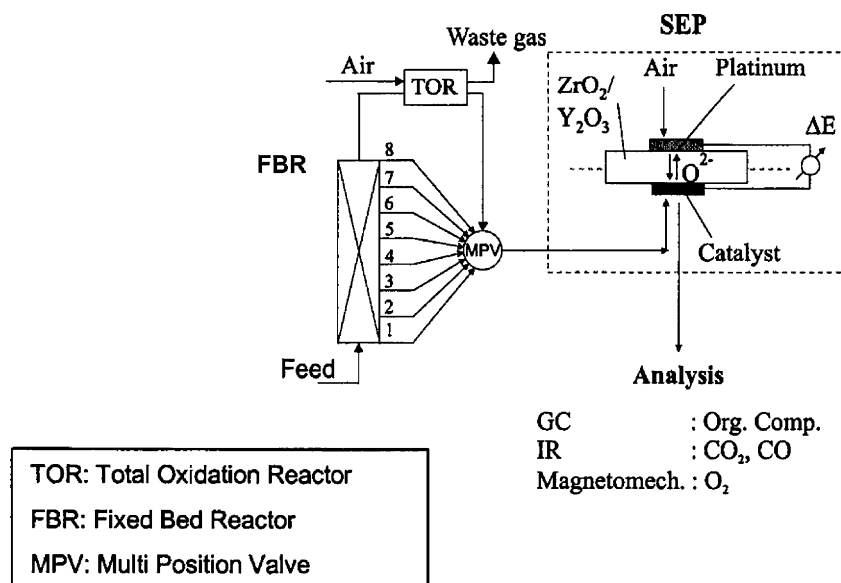 SEP
Waste gas
Air
TOR
Air
Platinum
ZrO₂/
Y₂O₃
ΔE
O²⁻
FBR
8
7
6
5
4
3
2
1
MPV
Catalyst
Feed
Analysis
GC : Org. Comp.
IR : CO₂, CO
Magnetomech. : O₂
TOR: Total Oxidation Reactor
FBR: Fixed Bed Reactor
MPV: Multi Position Valve